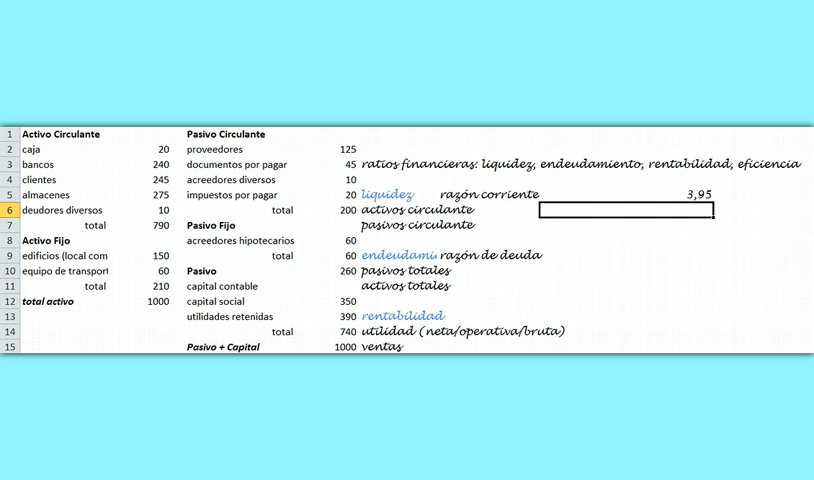 1 Activo Circulante Pasivo Circulante
2 caja 20 proveedores 125
3 bancos 240 documentos por pagar 45 ratios financieras: liquidez, endeudamiento, rentabilidad, eficiencia
4 clientes 245 acreedores diversos 10
5 almacenes 275 impuestos por pagar 20 liquidez razón corriente 3,95
6 deudores diversos 10 total 200 activos circulante
7 total 790 Pasivo Fijo pasivos circulante
8 Activo Fijo acreedores hipotecarios 60
9 edificios (local com 150 total 60 endeudami razón de deuda
10 equipo de transport 60 Pasivo 260 pasivos totales
11 total 210 capital contable activos totales
12 total activo 1000 capital social 350
13 utilidades retenidas 390 rentabilidad
14 total 740 utilidad (neta/operativa/bruta)
15 Pasivo + Capital 1000 ventas